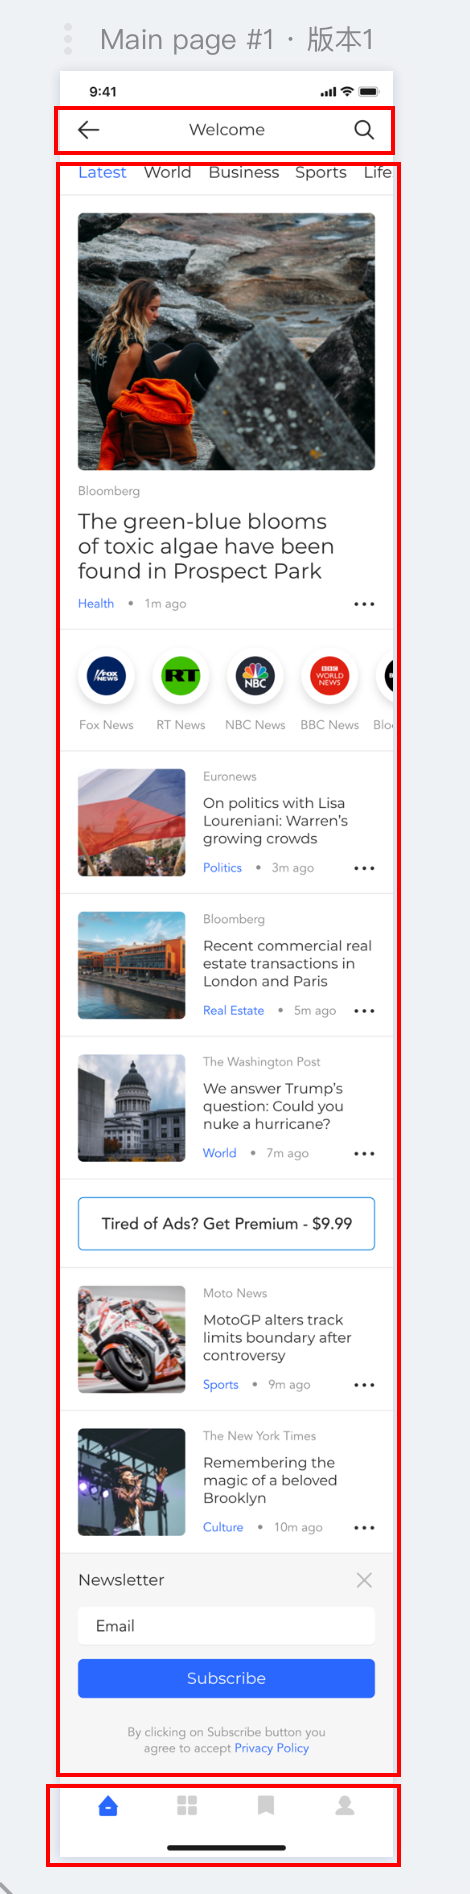 Main page #1 · 版本1
9:41
Welcome
Latest World Business Sports Life
Bloomberg
The green-blue blooms
of toxic algae have been
found in Prospect Park
Health • 1m ago
FOX
NEWS
RT
NBC
BBC
WORLD
NEWS
Fox News RT News NBC News BBC News Bloo
Euronews
On politics with Lisa
Loureniani: Warren's
growing crowds
Politics • 3m ago
Bloomberg
Recent commercial real
estate transactions in
London and Paris
Real Estate • 5m ago
The Washington Post
We answer Trump's
question: Could you
nuke a hurricane?
World • 7m ago
Tired of Ads? Get Premium - $9.99
Moto News
MotoGP alters track
limits boundary after
controversy
Sports • 9m ago
The New York Times
Remembering the
magic of a beloved
Brooklyn
Culture • 10m ago
Newsletter
Email
Subscribe
By clicking on Subscribe button you
agree to accept Privacy Policy